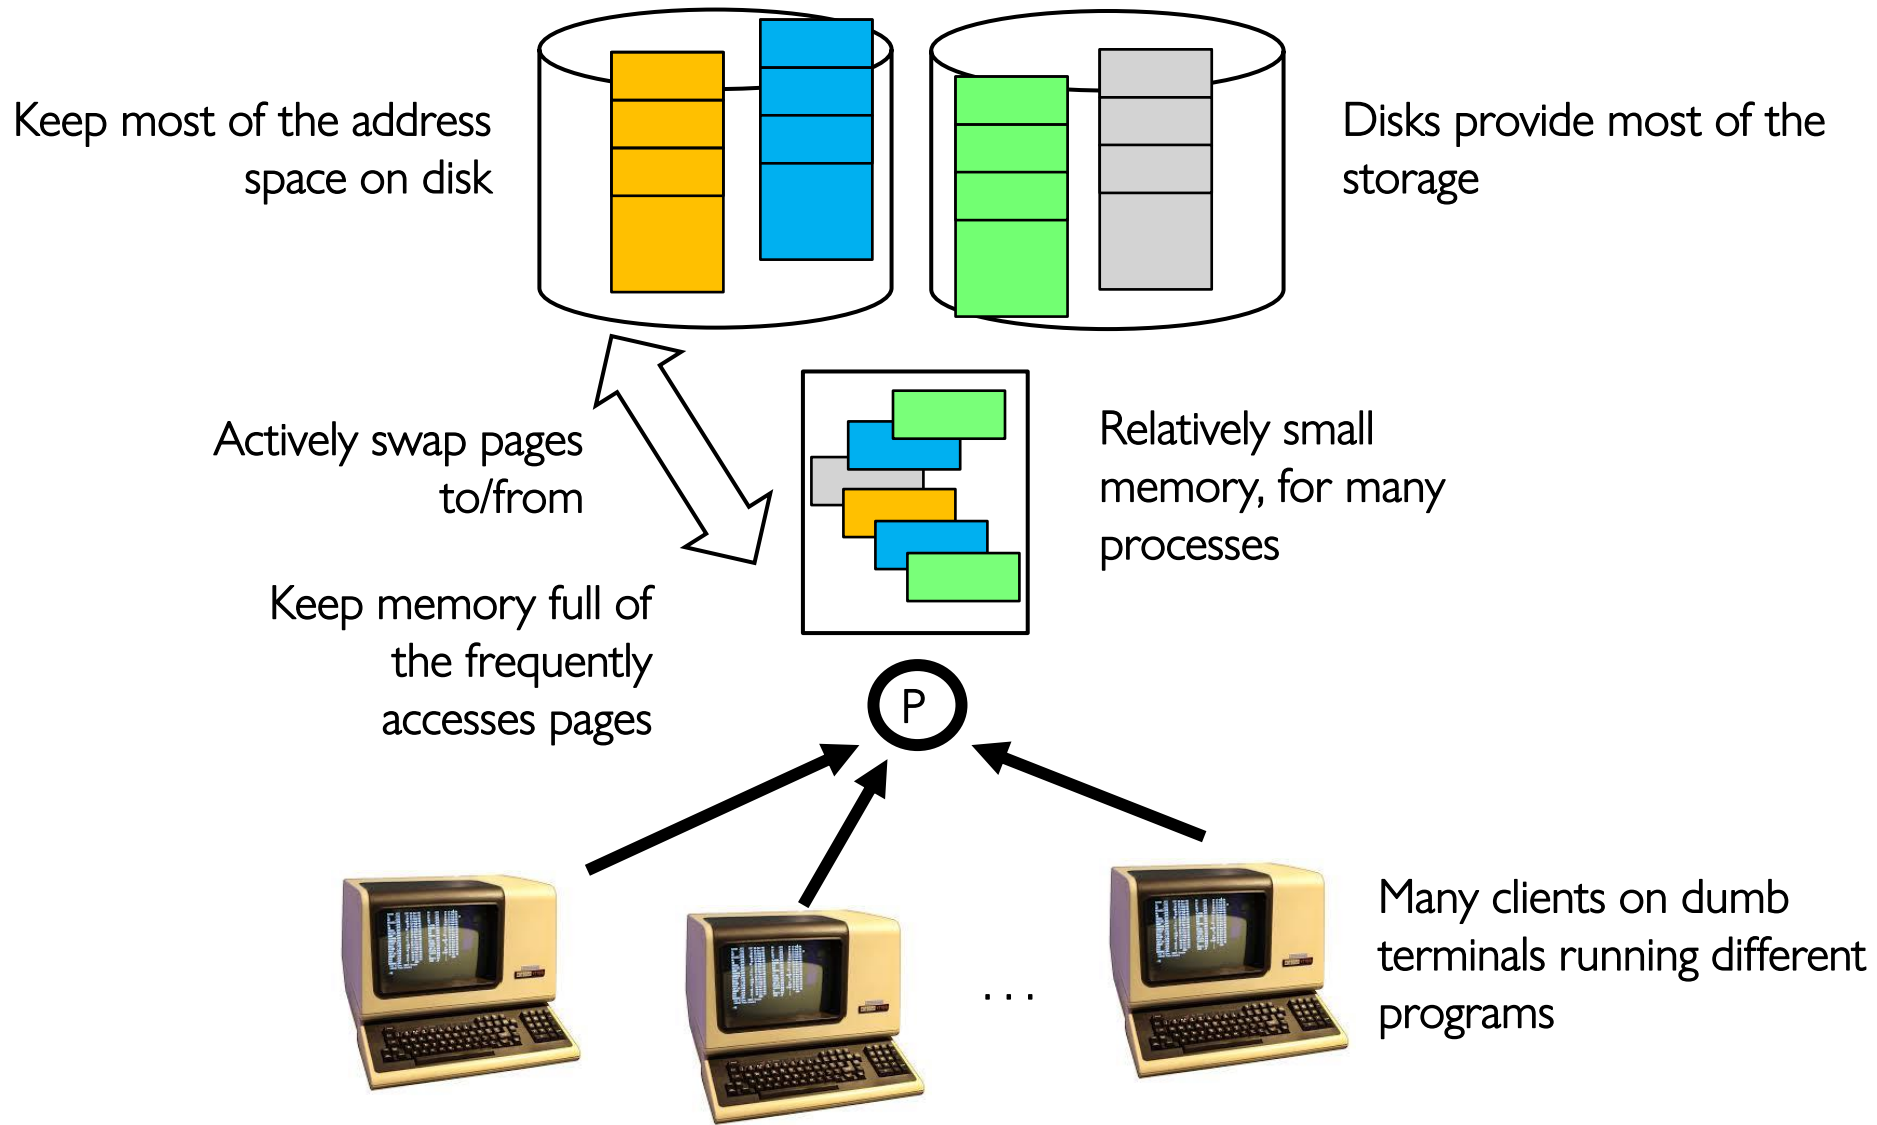 Keep most of the address
space on disk
Disks provide most of the
storage
Actively swap pages
to/from
Relatively small
memory, for many
processes
Keep memory full of
the frequently
accesses pages
P
. . .
Many clients on dumb
terminals running different
programs